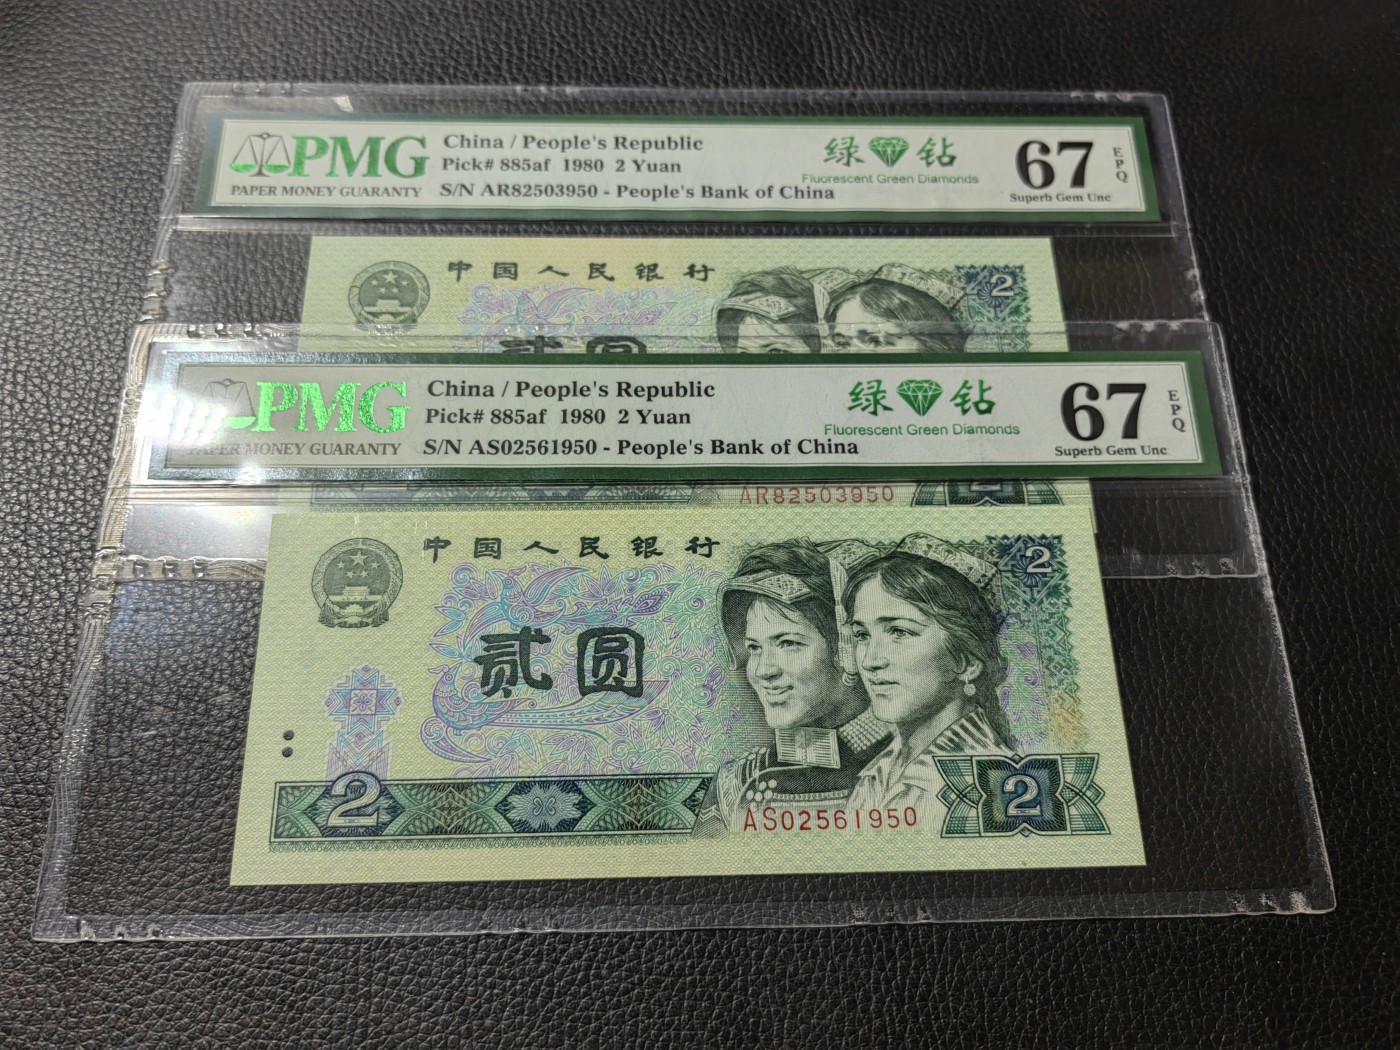 PMG
PAPER MONEY GUARANTY
China / People's Republic
Pick# 885af 1980 2 Yuan
S/N AR82503950 - People's Bank of China
绿 钻
Fluorescent Green Diamonds
67
EPQ
Superb Gem Unc
中国人民银行
2
贰圆
PMG
PAPER MONEY GUARANTY
China / People's Republic
Pick# 885af 1980 2 Yuan
S/N AS02561950 - People's Bank of China
绿 钻
Fluorescent Green Diamonds
67
EPQ
Superb Gem Unc
AR82503950
2
中国人民银行
2
贰圆
2
AS02561950
2